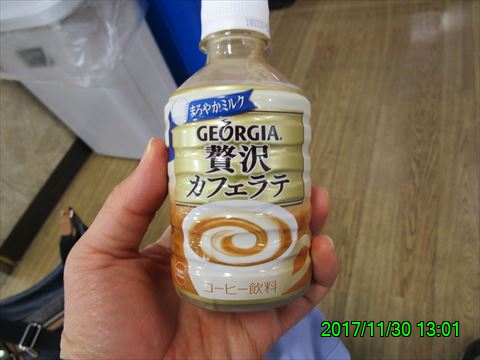 まろやかミルク
GEORGIA
贅沢
カフェラテ
コーヒー飲料
2017/11/30 13:01